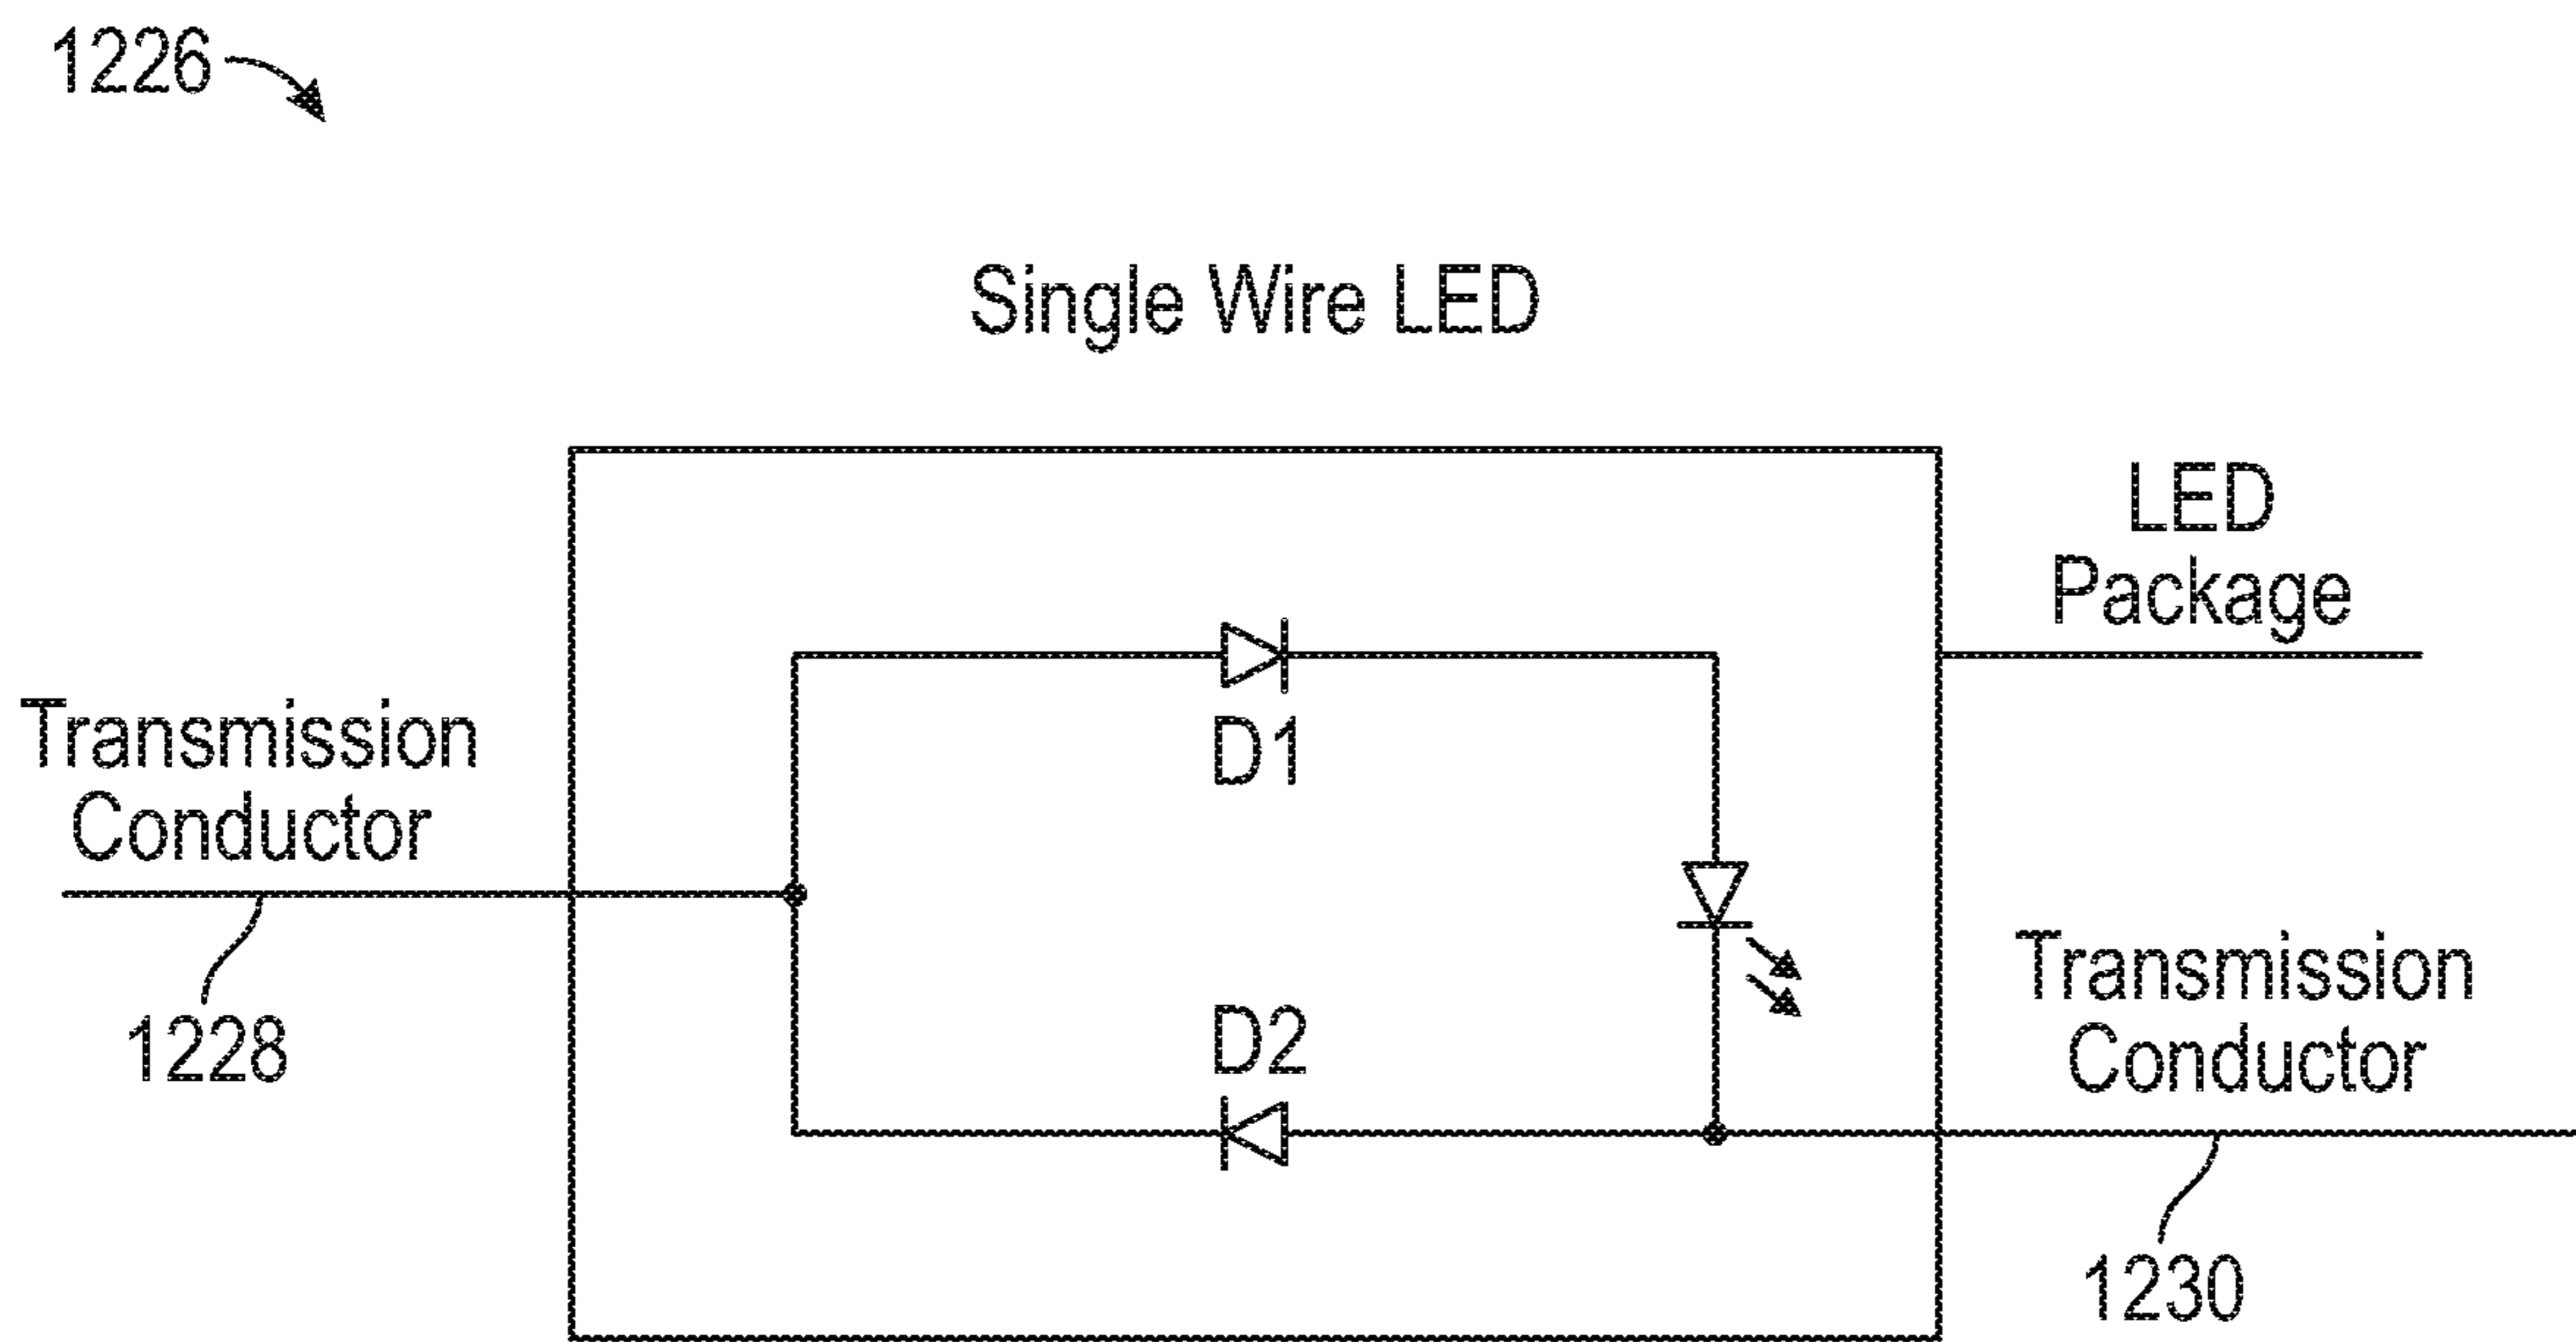 1226
Single Wire LED
LED
Package
Transmission
Conductor
D1
1228
D2
Transmission
Conductor
1230